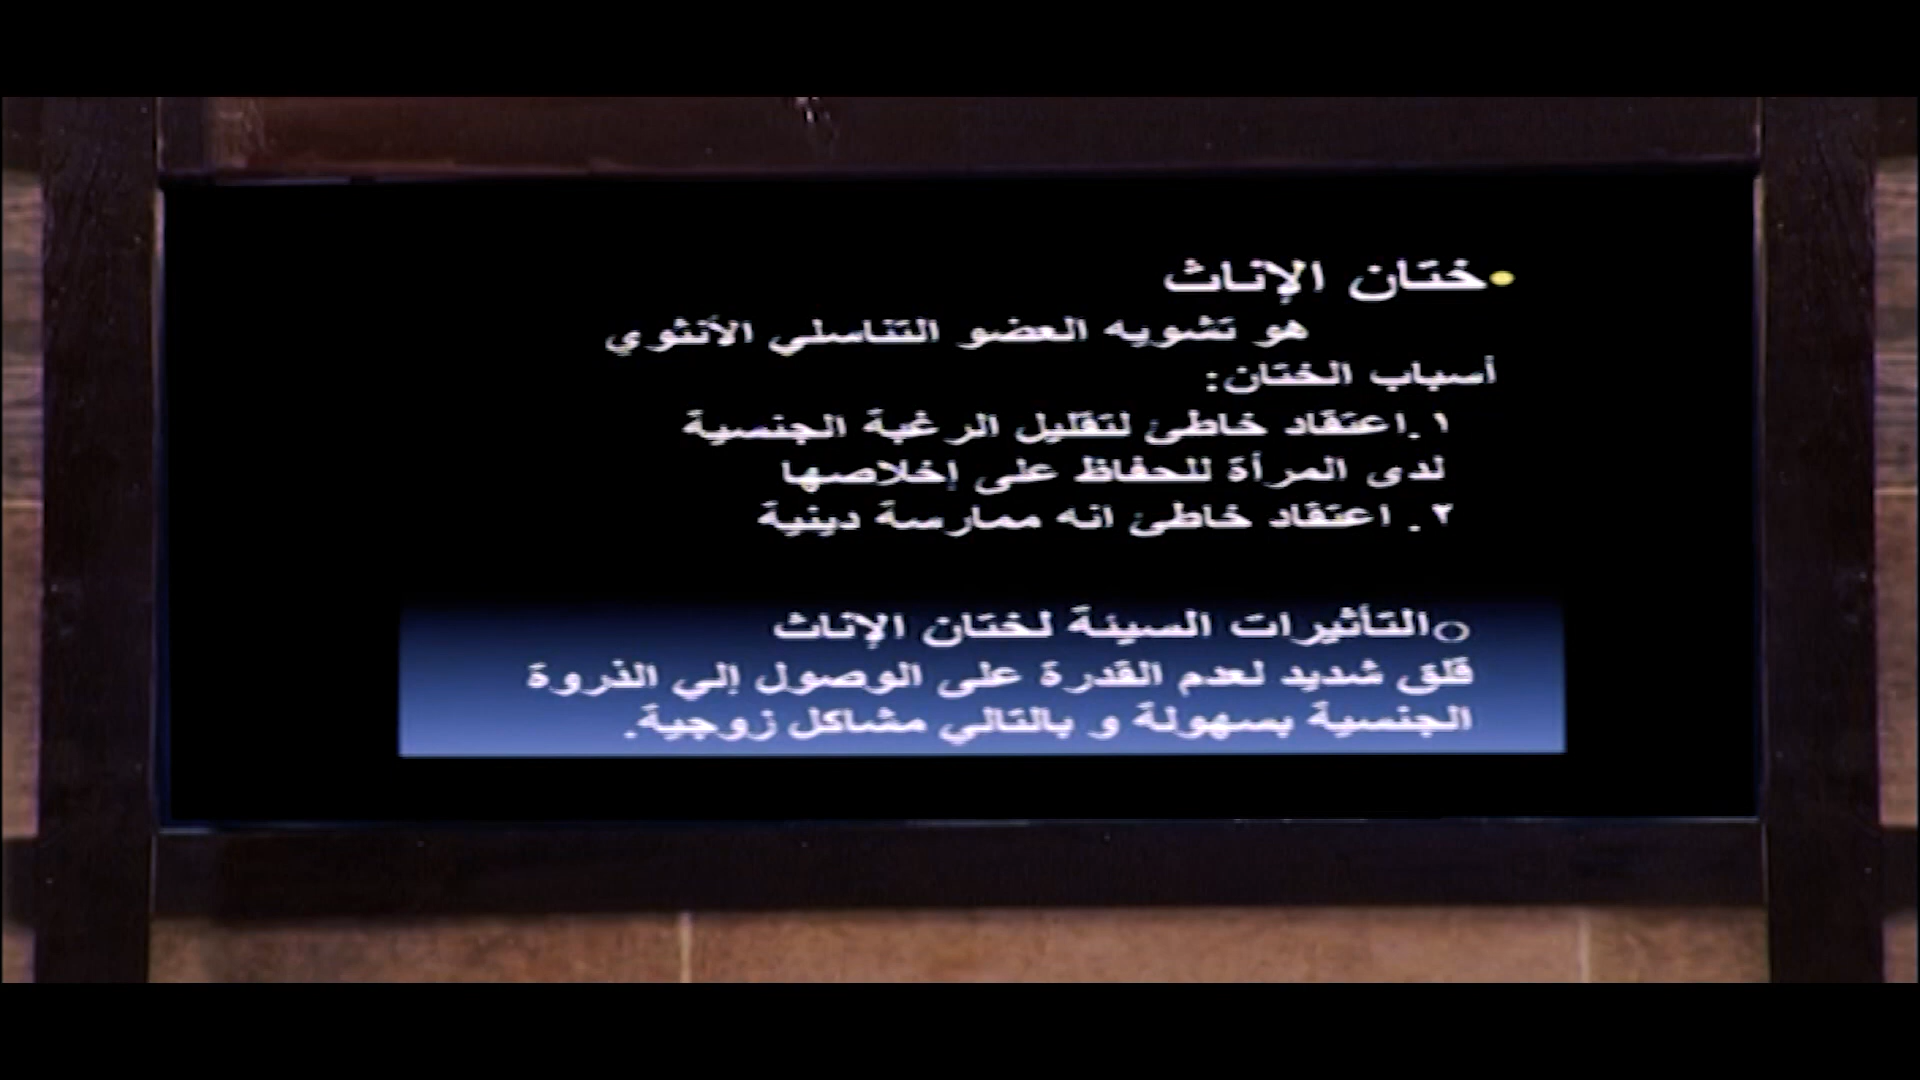 •ختان الإناث
هو تشويه العضو التناسلي الأنثوي
أسباب الختان:
١.اعتقاد خاطئ لتقليل الرغبة الجنسية
لدى المرأة للحفاظ على إخلاصها
٢. اعتقاد خاطئ انه ممارسة دينية
○التأثيرات السيئة لختان الإناث
قلق شديد لعدم القدرة على الوصول إلي الذروة
الجنسية بسهولة و بالتالي مشاكل زوجية.